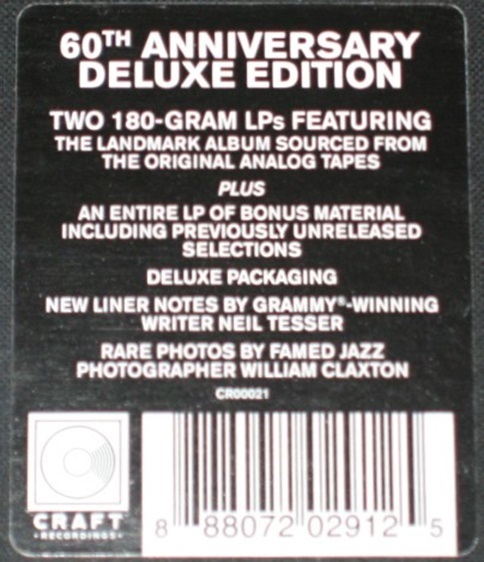 60TH ANNIVERSARY
DELUXE EDITION
TWO 180-GRAM LPs FEATURING
THE LANDMARK ALBUM SOURCED FROM
THE ORIGINAL ANALOG TAPES
PLUS
AN ENTIRE LP OF BONUS MATERIAL
INCLUDING PREVIOUSLY UNRELEASED
SELECTIONS
DELUXE PACKAGING
NEW LINER NOTES BY GRAMMY®-WINNING
WRITER NEIL TESSER
RARE PHOTOS BY FAMED JAZZ
PHOTOGRAPHER WILLIAM CLAXTON
CR00021
CRAFT
•RECORDINGS•
8 88072 02912 5